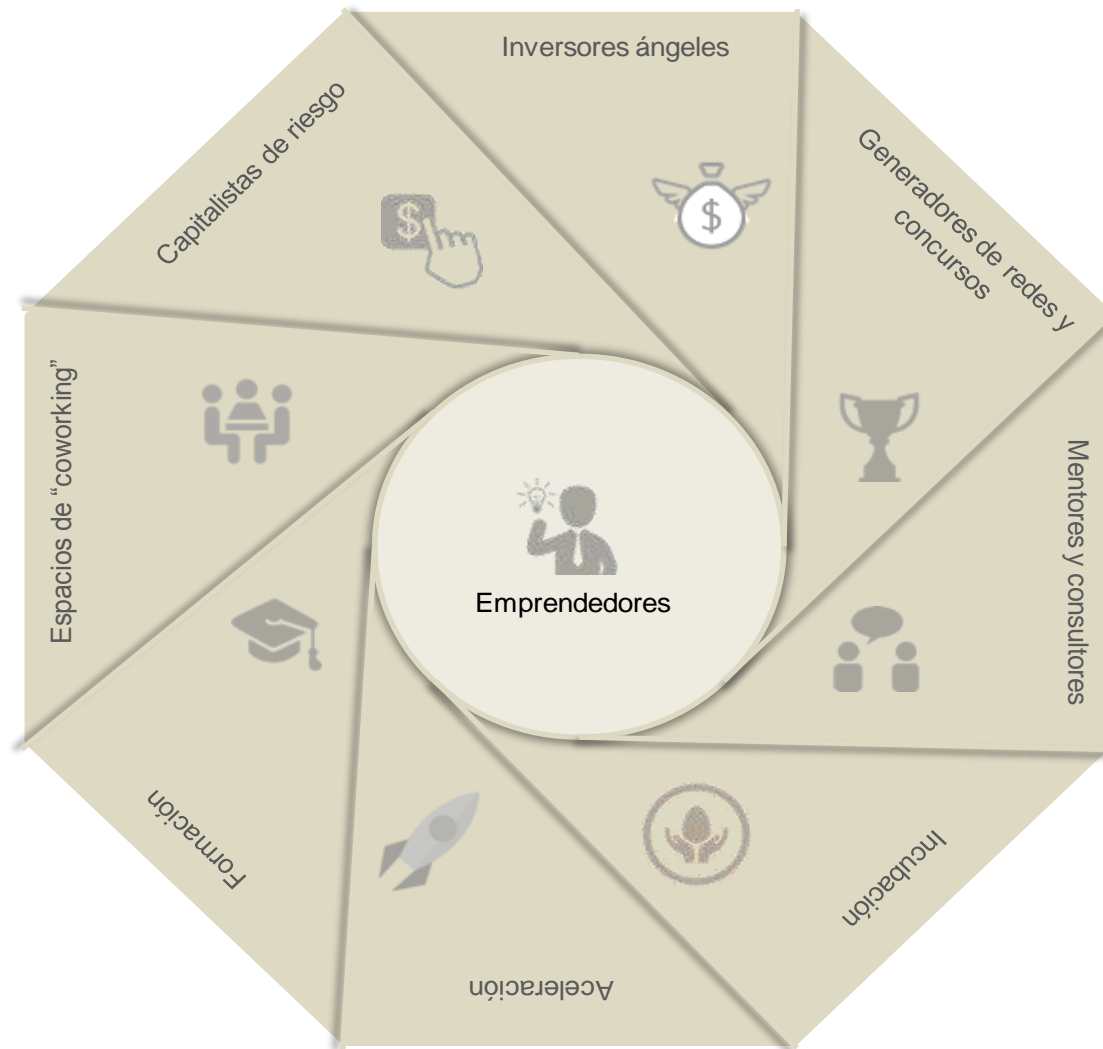 Inversores ángeles
Generadores de redes y
concursos
Mentores y consultores
Incubación
Aceleración
Formación
Espacios de “coworking”
Capitalistas de riesgo
$
$
Emprendedores